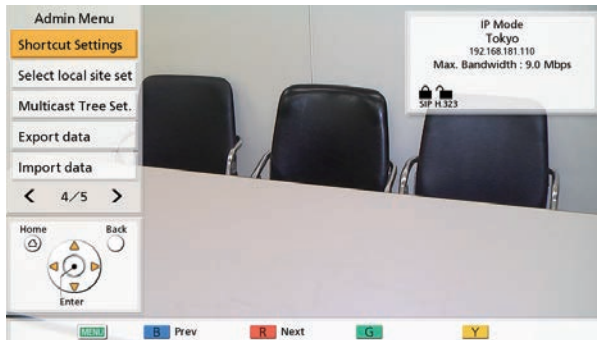 Admin Menu
Shortcut Settings
Select local site set
Multicast Tree Set.
Export data
Import data
4/5
Home
Back
Enter
IP Mode
Tokyo
192.168.181.110
Max. Bandwidth : 9.0 Mbps
SIP H.323
MENU
B Prev
R Next
G
Y